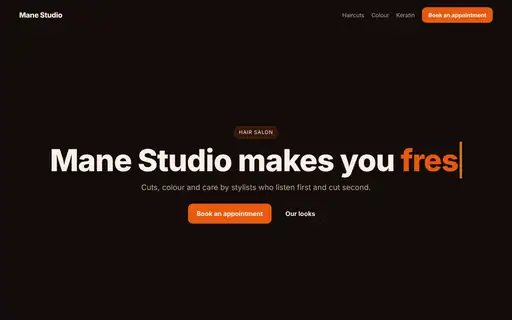 Mane Studio
Haircuts Colour Keratin Book an appointment
HAIR SALON
Mane Studio makes you fres
Cuts, colour and care by stylists who listen first and cut second.
Book an appointment Our looks